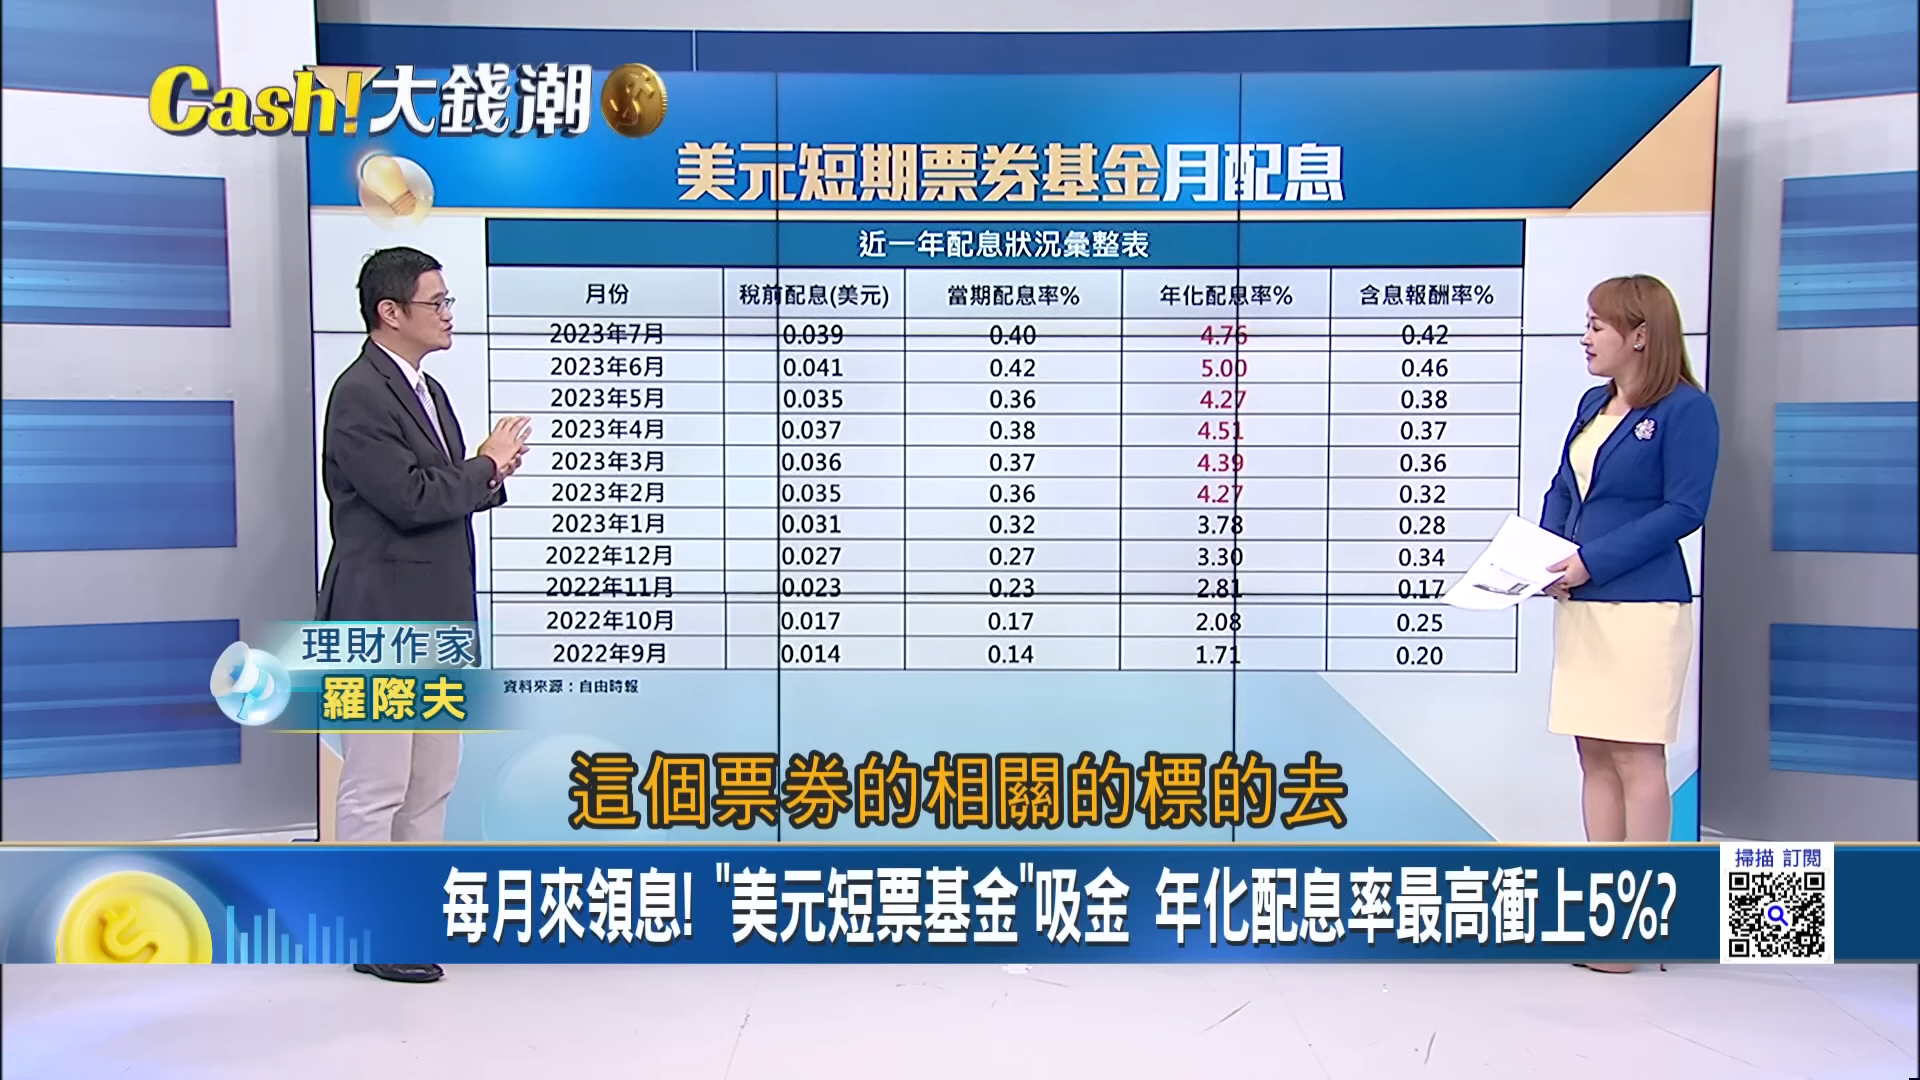 Cash!大錢潮
美元短期票券基金月配息
近一年配息狀況彙整表
月份 稅前配息(美元) 當期配息率% 年化配息率% 含息報酬率%
2023年7月 0.039 0.40 4.76 0.42
2023年6月 0.041 0.42 5.00 0.46
2023年5月 0.035 0.36 4.27 0.38
2023年4月 0.037 0.38 4.51 0.37
2023年3月 0.036 0.37 4.39 0.36
2023年2月 0.035 0.36 4.27 0.32
2023年1月 0.031 0.32 3.78 0.28
2022年12月 0.027 0.27 3.30 0.34
2022年11月 0.023 0.23 2.81 0.17
2022年10月 0.017 0.17 2.08 0.25
2022年9月 0.014 0.14 1.71 0.20
資料來源：自由時報
理財作家
羅際夫
這個票券的相關的標的去
每月來領息! "美元短票基金"吸金 年化配息率最高衝上5%?
掃描 訂閱